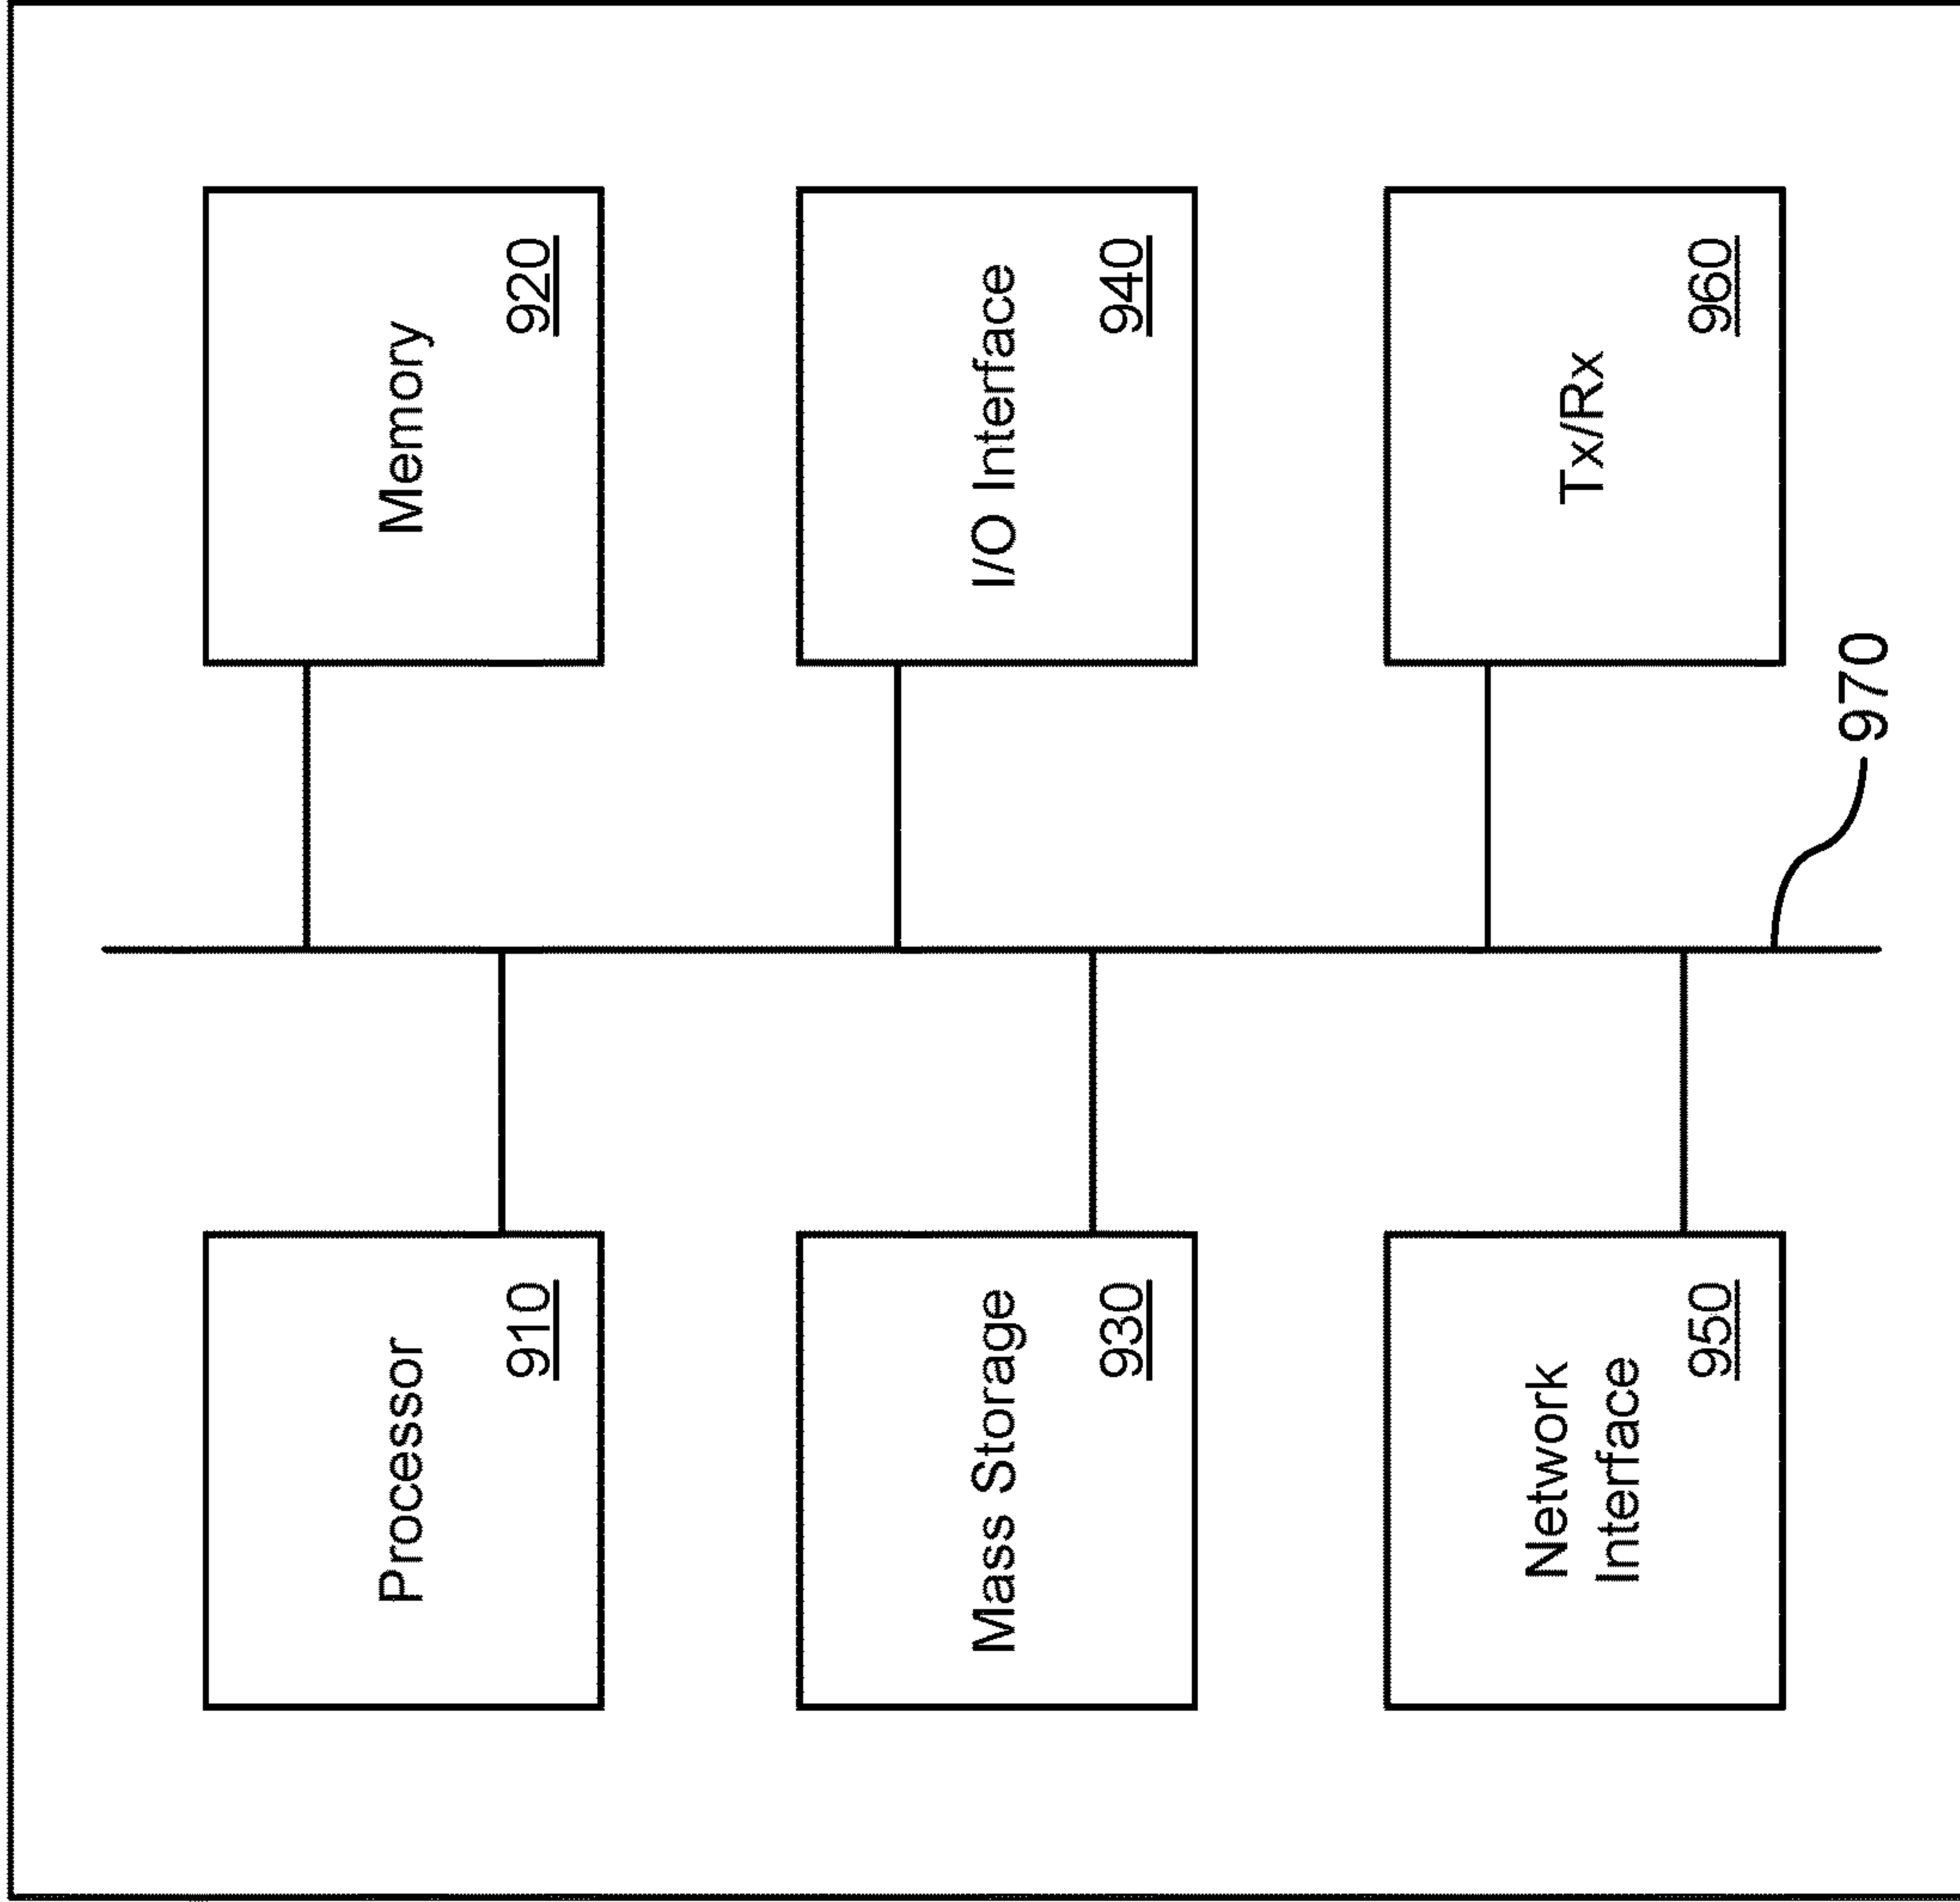 Processor
910
Memory
920
Mass Storage
930
I/O Interface
940
Network
Interface
950
Tx/Rx
960
970